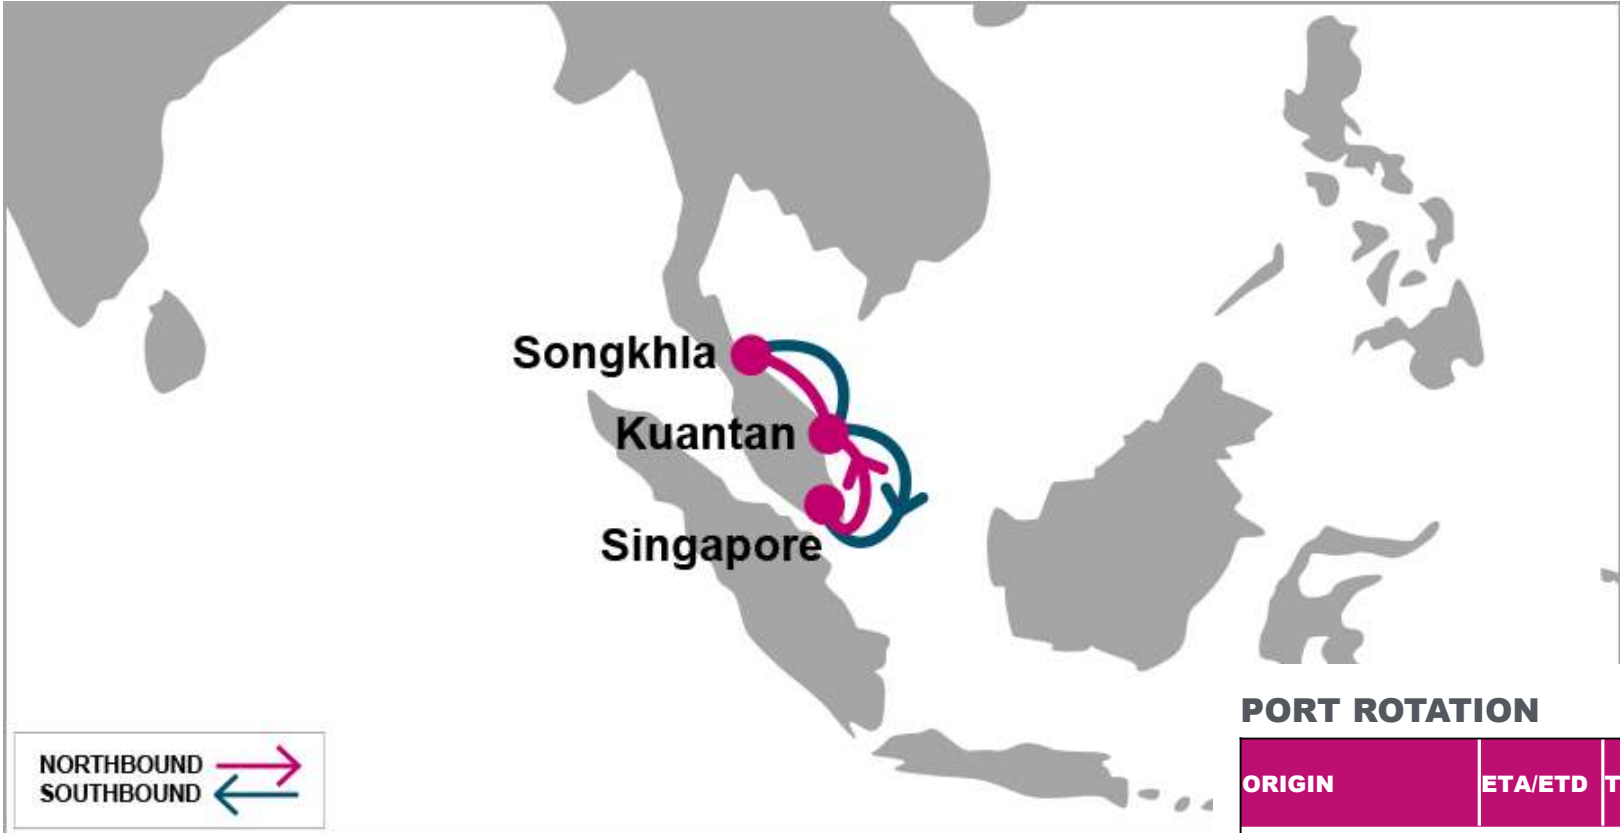 Songkhla
Kuantan
Singapore
NORTHBOUND
SOUTHBOUND
PORT ROTATION
ORIGIN ETA/ETD T